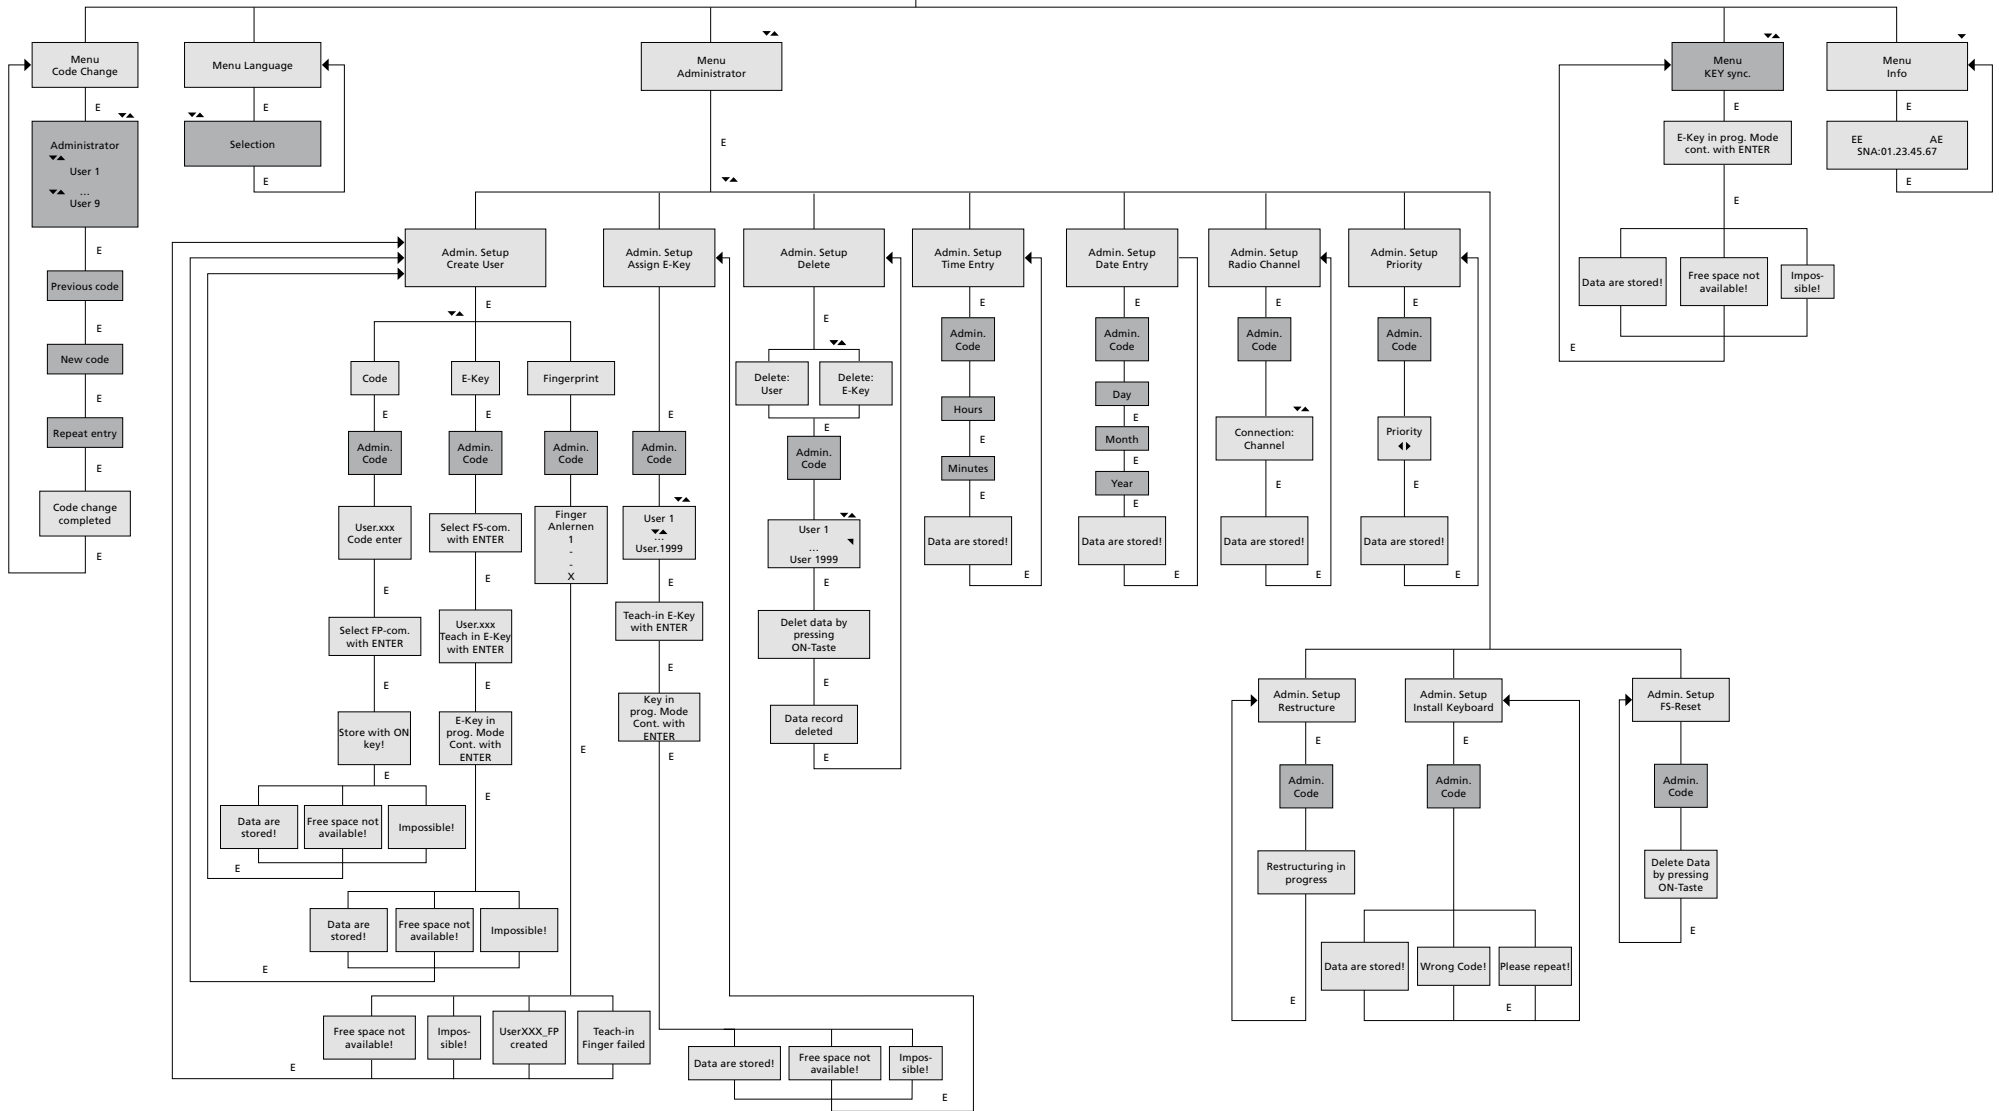 Menu
Code Change
E
Administrator
User 1
...
User 9
E
Previous code
E
New code
E
Repeat entry
E
Code change
completed
E
Menu Language
E
Selection
E
Menu
Administrator
E
Admin. Setup
Create User
E
Code
E
Admin.
Code
User.xxx
Code enter
E
Select FP-com.
with ENTER
E
Store with ON
key!
E
Data are
stored!
Free space not
available!
Impossible!
E
E-Key
E
Admin.
Code
Select FS-com.
with ENTER
E
User.xxx
Teach in E-Key
with ENTER
E
E-Key in
prog. Mode
Cont. with
ENTER
E
Data are
stored!
Free space not
available!
Impossible!
E
Fingerprint
E
Admin.
Code
Finger
Anlernen
1
-
-
X
E
Free space not
available!
Impos-
sible!
UserXXX_FP
created
Teach-in
Finger failed
E
Admin. Setup
Assign E-Key
E
Admin.
Code
User 1
...
User.1999
E
Teach-in E-Key
with ENTER
E
Key in
prog. Mode
Cont. with
ENTER
E
Data are stored!
Free space not
available!
Impos-
sible!
E
Admin. Setup
Delete
E
Delete:
User
Delete:
E-Key
E
Admin.
Code
User 1
...
User 1999
E
Delet data by
pressing
ON-Taste
E
Data record
deleted
E
Admin. Setup
Time Entry
E
Admin.
Code
Hours
E
Minutes
E
Data are stored!
E
Admin. Setup
Date Entry
E
Admin.
Code
Day
E
Month
E
Year
E
Data are stored!
E
Admin. Setup
Radio Channel
E
Admin.
Code
Connection:
Channel
E
Data are stored!
E
Admin. Setup
Priority
E
Admin.
Code
Priority
E
Data are stored!
E
Admin. Setup
Restructure
E
Admin.
Code
Restructuring in
progress
E
Admin. Setup
Install Keyboard
E
Admin.
Code
Data are stored!
Wrong Code!
Please repeat!
E
Admin. Setup
FS-Reset
Admin.
Code
Delete Data
by pressing
ON-Taste
E
Menu
KEY sync.
E
E-Key in prog. Mode
cont. with ENTER
E
Data are stored!
Free space not
available!
Impos-
sible!
E
Menu
Info
E
EE AE
SNA:01.23.45.67
E